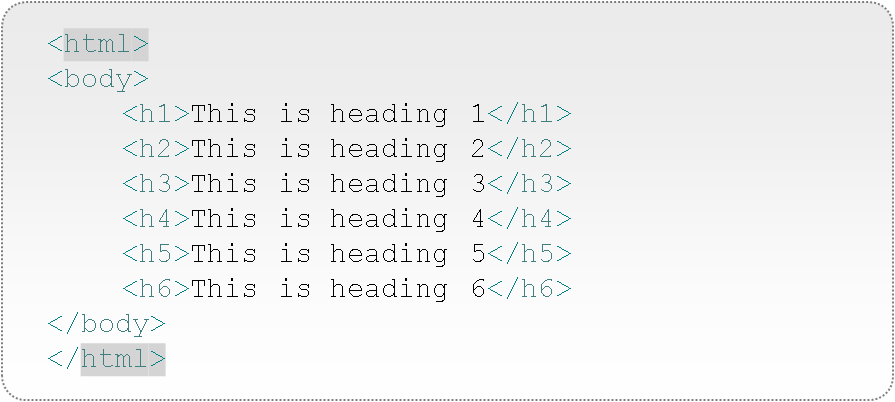 <html>
<body>
<h1>This is heading 1</h1>
<h2>This is heading 2</h2>
<h3>This is heading 3</h3>
<h4>This is heading 4</h4>
<h5>This is heading 5</h5>
<h6>This is heading 6</h6>
</body>
</html>